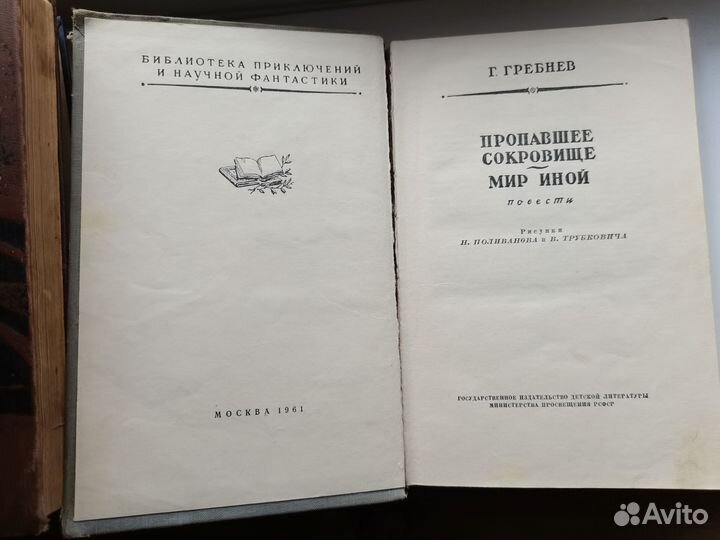 БИБЛИОТЕКА ПРИКЛЮЧЕНИЙ
И НАУЧНОЙ ФАНТАСТИКИ
МОСКВА 1961
Г. ГРЕБНЕВ
ПРОПАВШЕЕ
СОКРОВИЩЕ
МИР ИНОЙ
повести
Рисунки
Н. ПОЛИВАНОВА и В. ТРУБКОВИЧА
ГОСУДАРСТВЕННОЕ ИЗДАТЕЛЬСТВО ДЕТСКОЙ ЛИТЕРАТУРЫ
МИНИСТЕРСТВА ПРОСВЕЩЕНИЯ РСФСР
Avito